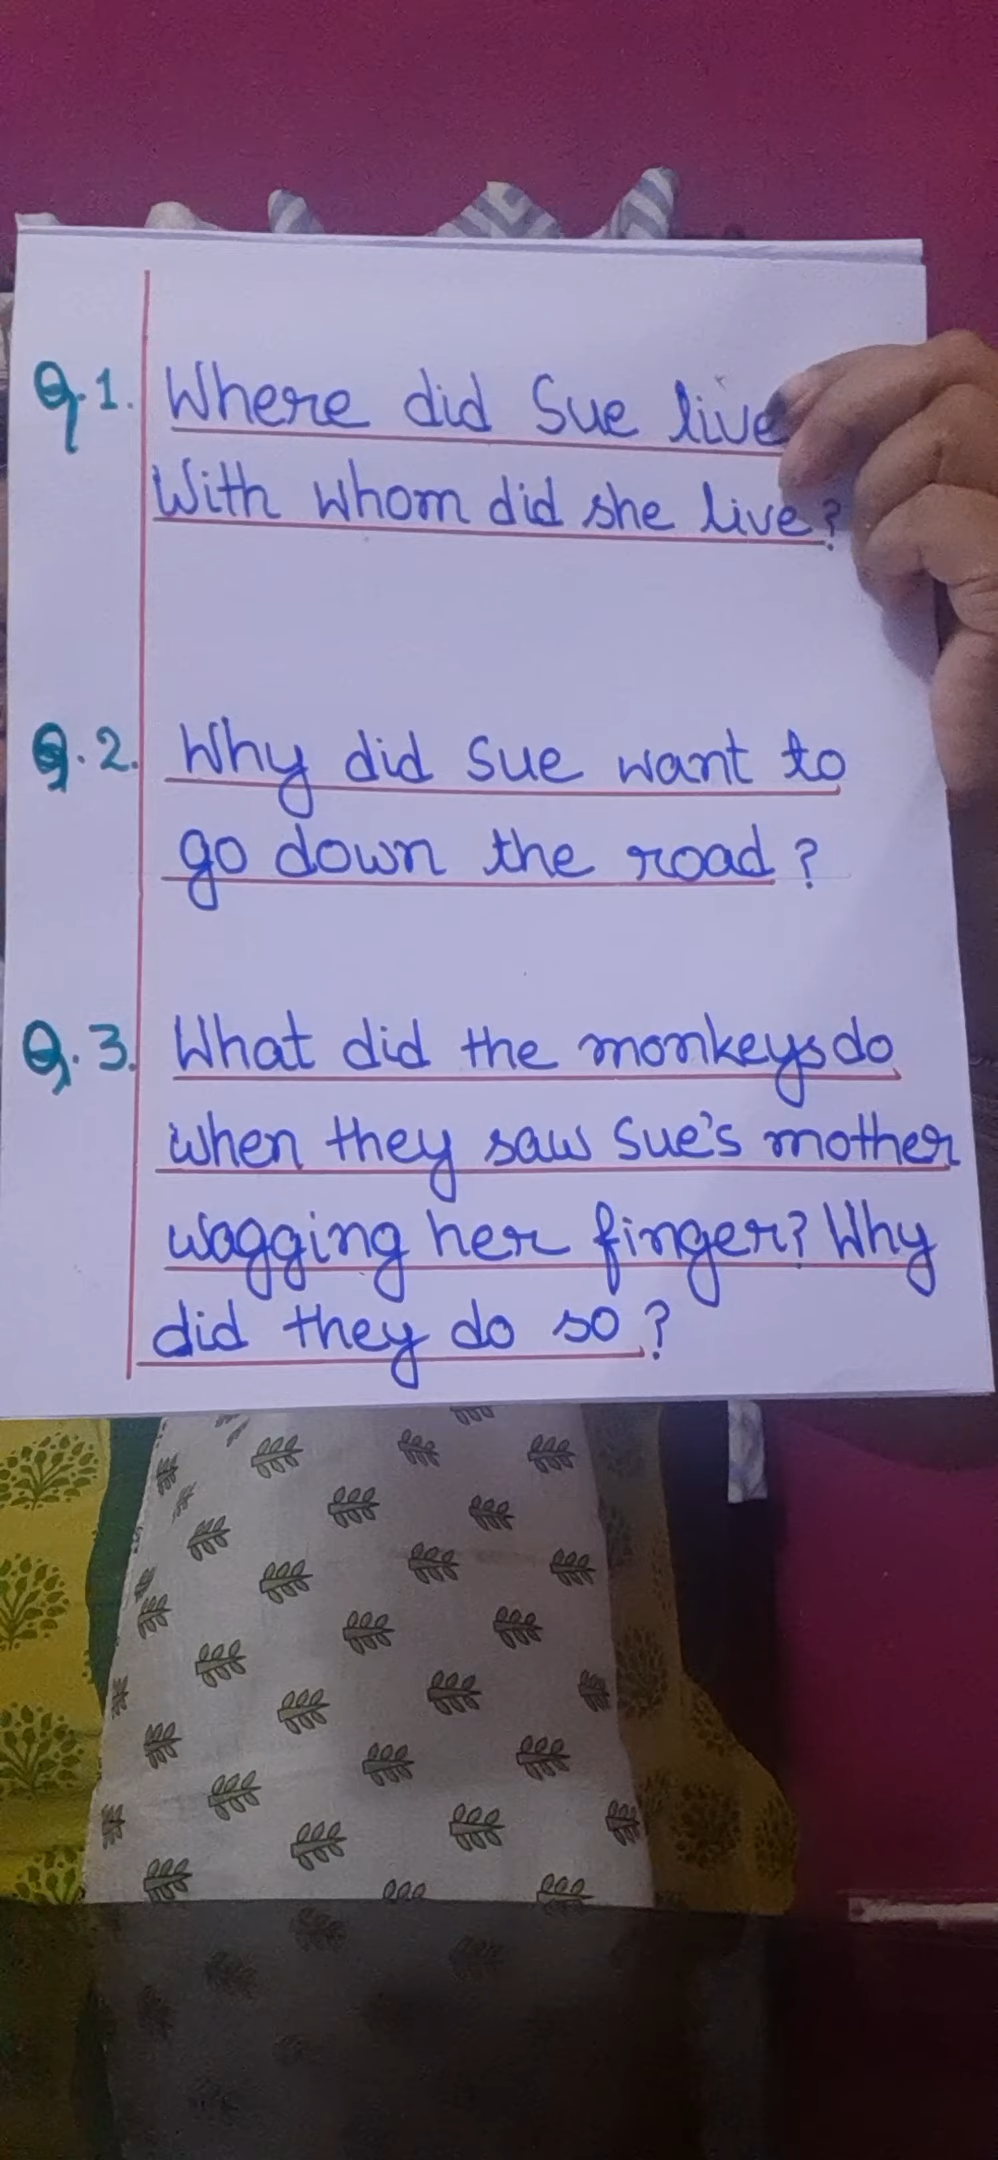 Q.1. Where did Sue live
With whom did she live?
Q.2. Why did Sue want to
go down the road?
Q.3. What did the monkeys do
when they saw Sue's mother
wagging her finger? Why
did they do so?